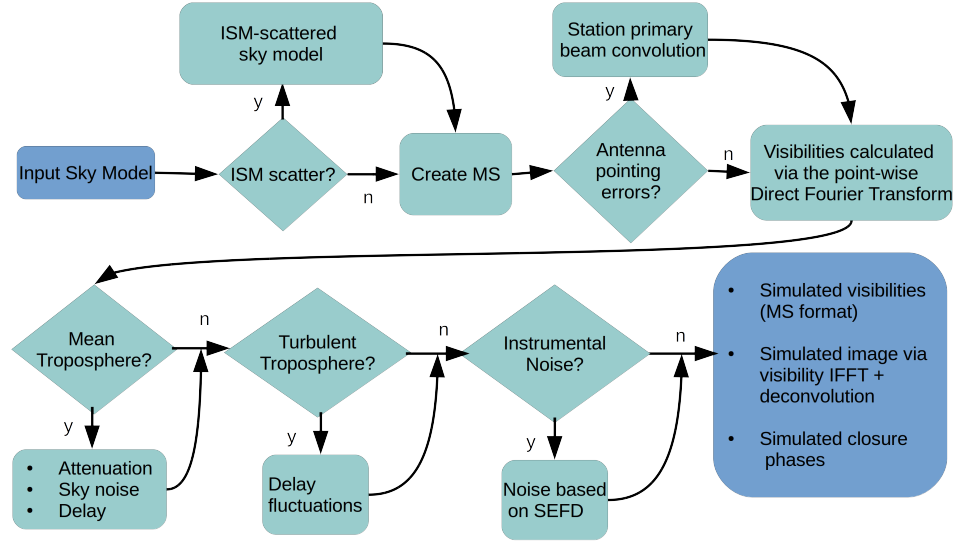 ISM-scattered
sky model
y
Input Sky Model
ISM scatter?
n
Create MS
Station primary
beam convolution
y
Antenna
pointing
errors?
n
Visibilities calculated
via the point-wise
Direct Fourier Transform
Mean
Troposphere?
n
y
• Attenuation
• Sky noise
• Delay
Turbulent
Troposphere?
n
y
Delay
fluctuations
Instrumental
Noise?
n
y
Noise based
on SEFD
• Simulated visibilities
(MS format)
• Simulated image via
visibility IFFT +
deconvolution
• Simulated closure
phases